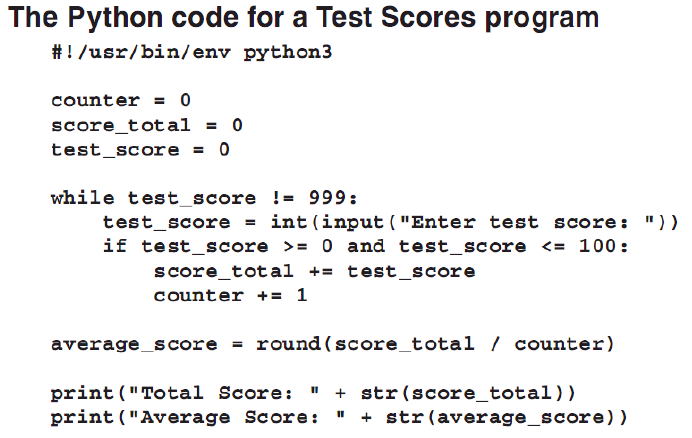 The Python code for a Test Scores program
#!/usr/bin/env python3
counter = 0
score_total = 0
test_score = 0
while test_score != 999:
    test_score = int(input("Enter test score: "))
    if test_score >= 0 and test_score <= 100:
        score_total += test_score
        counter += 1
average_score = round(score_total / counter)
print("Total Score: " + str(score_total))
print("Average Score: " + str(average_score))